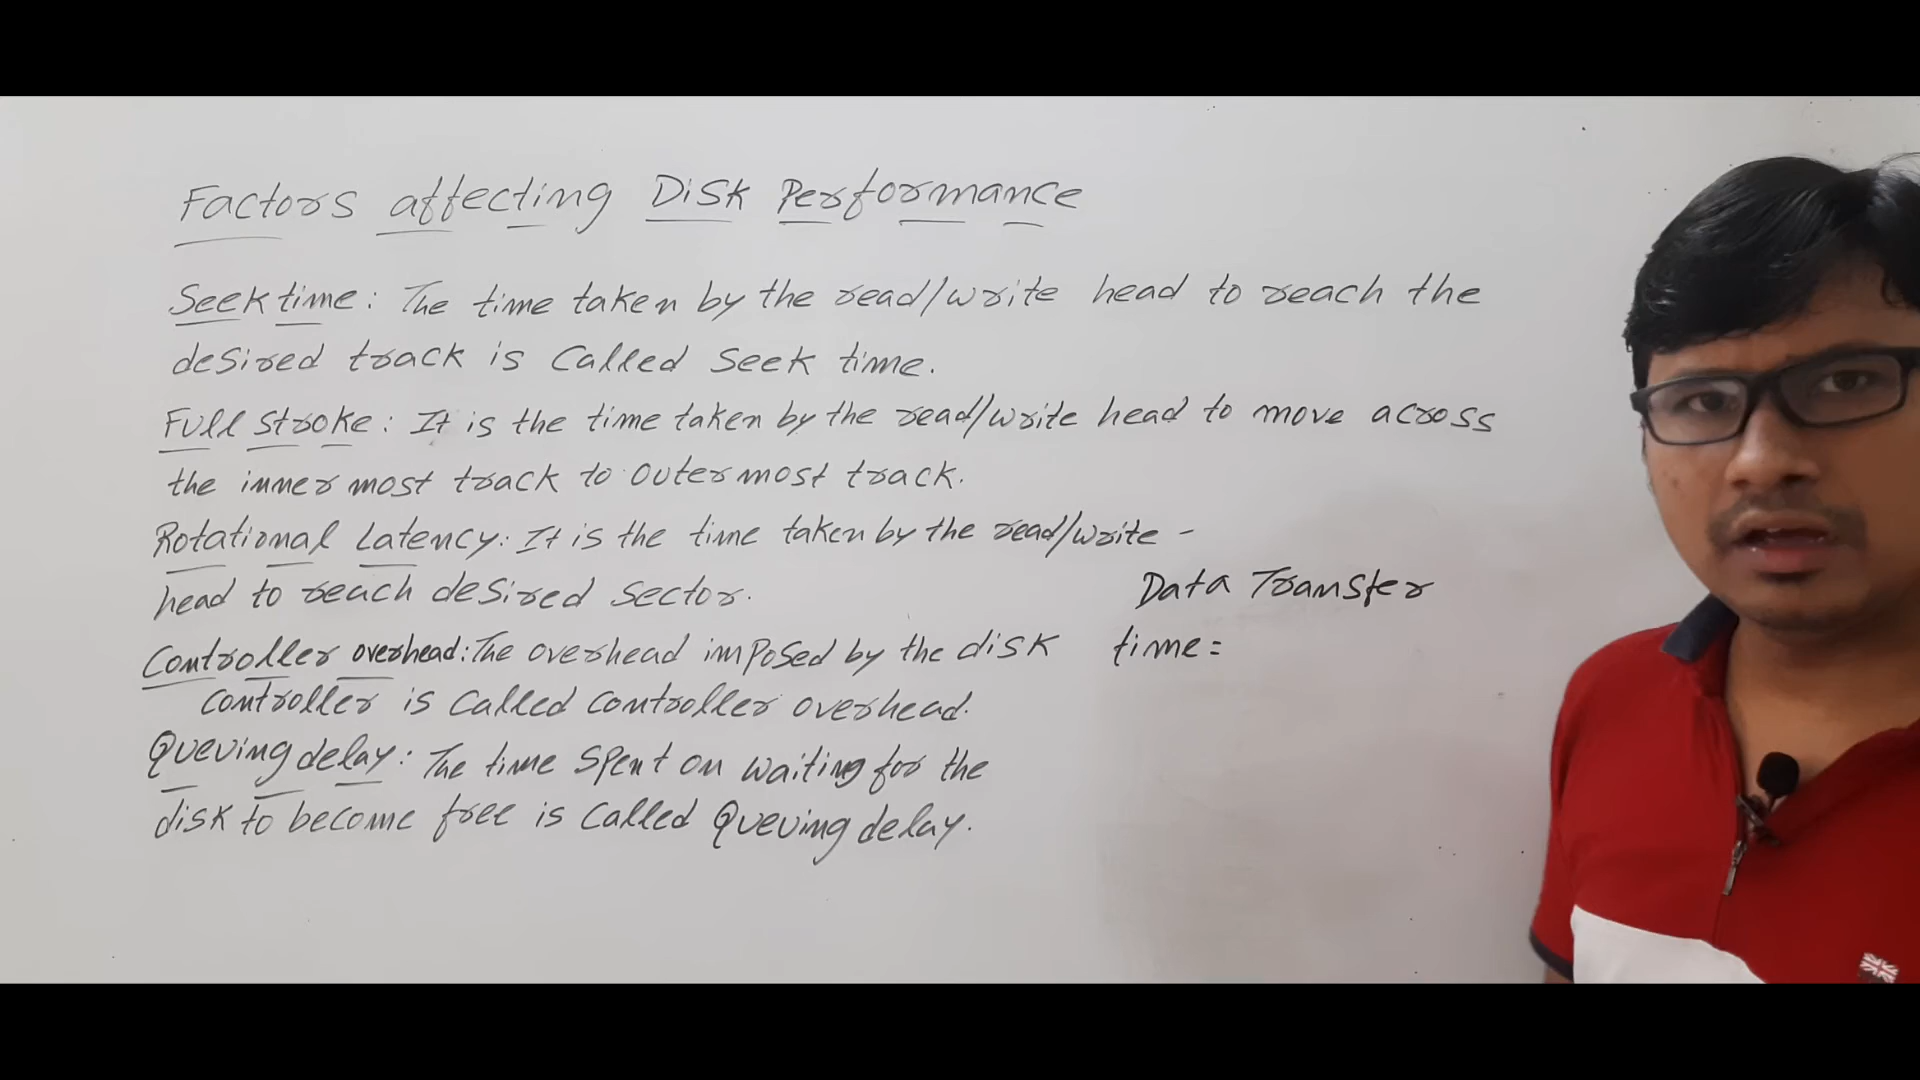 Factors affecting Disk Performance
Seek time: The time taken by the read/write head to reach the
desired track is called seek time.
Full stroke: It is the time taken by the read/write head to move across
the inner most track to outer most track.
Rotational Latency: It is the time taken by the read/write -
head to reach desired sector.
Controller overhead: The overhead imposed by the disk
controller is called controller overhead.
Queuing delay: The time spent on waiting for the
disk to become free is called Queuing delay.
Data Transfer
time =